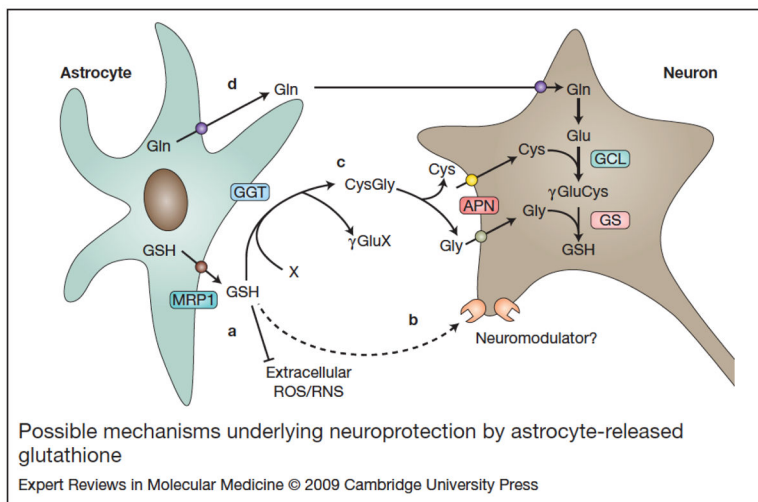 Astrocyte
Neuron
d
Gln
Gln
Gln
Glu
c
Cys
Cys
GCL
GGT
CysGly
APN
γGluCys
Gly
Gly
GS
γGluX
GSH
GSH
X
MRP1
GSH
a
b
Neuromodulator?
Extracellular
ROS/RNS
Possible mechanisms underlying neuroprotection by astrocyte-released
glutathione
Expert Reviews in Molecular Medicine © 2009 Cambridge University Press